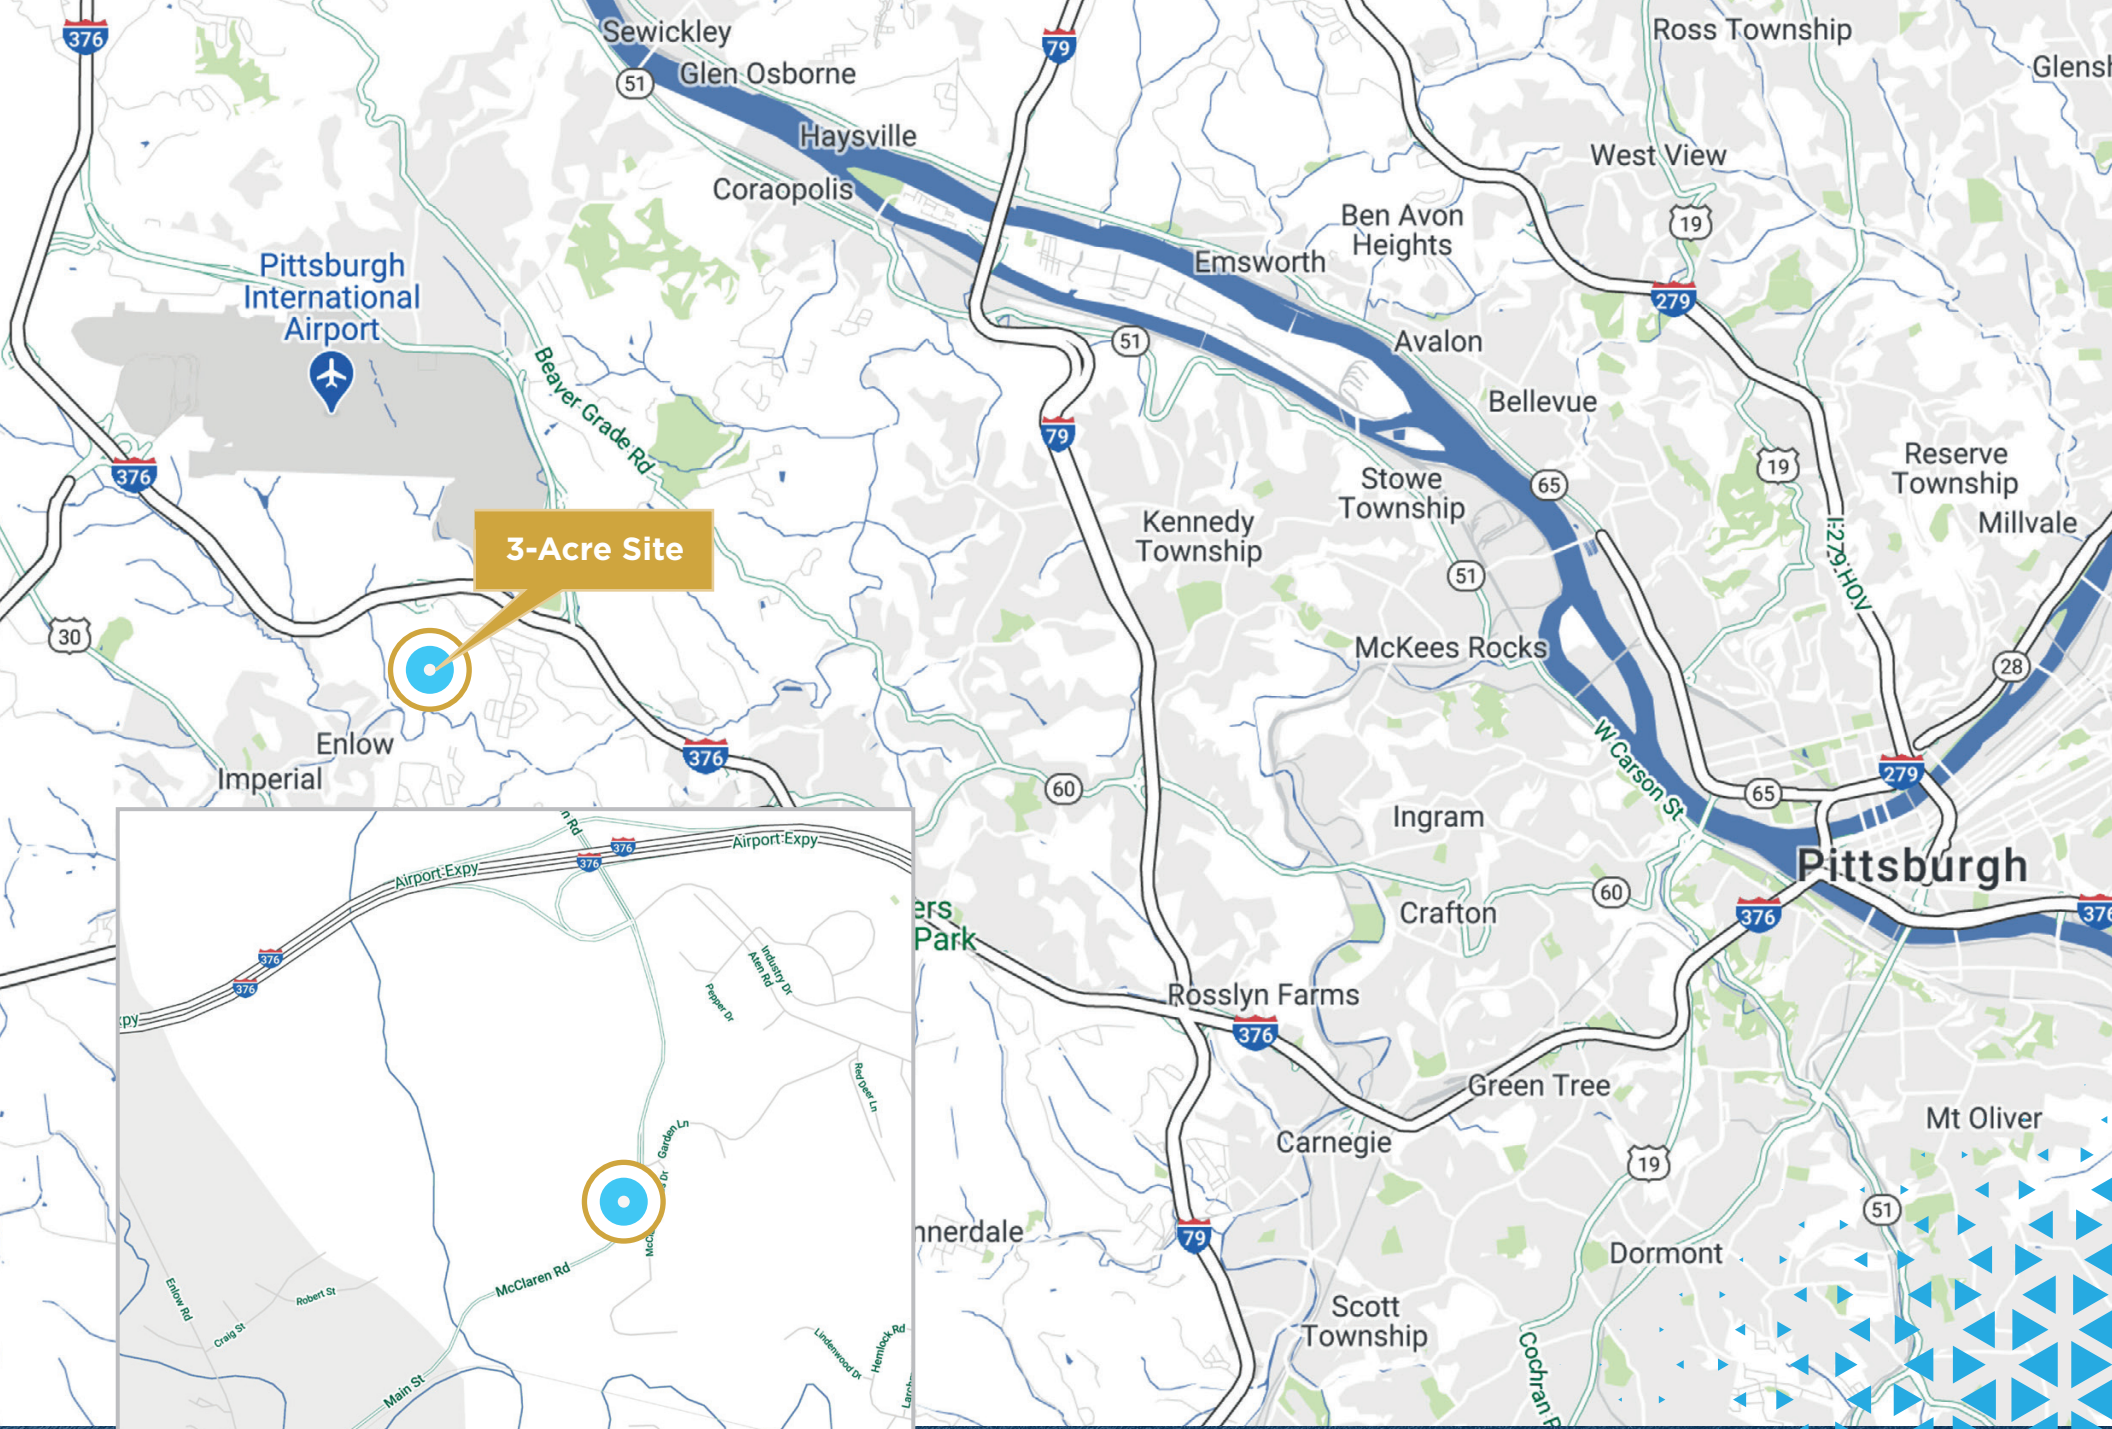 376
79
Sewickley
Ross Township
Glen Osborne
51
Haysville
West View
Coraopolis
Ben Avon
Heights
19
Pittsburgh
International
Airport
Emsworth
279
51
Avalon
Beaver Grade Rd
Bellevue
79
376
Reserve
Township
19
Stowe
Township
65
Kennedy
Township
Millvale
3-Acre Site
I-279 HOV
51
30
McKees Rocks
28
Enlow
Imperial
376
W Carson St
279
60
65
Ingram
Pittsburgh
60
Crafton
376
376
Park
Rosslyn Farms
376
Green Tree
Carnegie
Mt Oliver
19
51
79
Dormont
Scott
Township
Cochran
Airport Expy
376
376
Airport Expy
376
376
Industry Dr
Aten Rd
Pepper Dr
Red Deer Ln
Garden Ln
McClaren Rd
Enlow Rd
Robert St
Craig St
Main St
Lindenwood Dr
Hemlock Rd